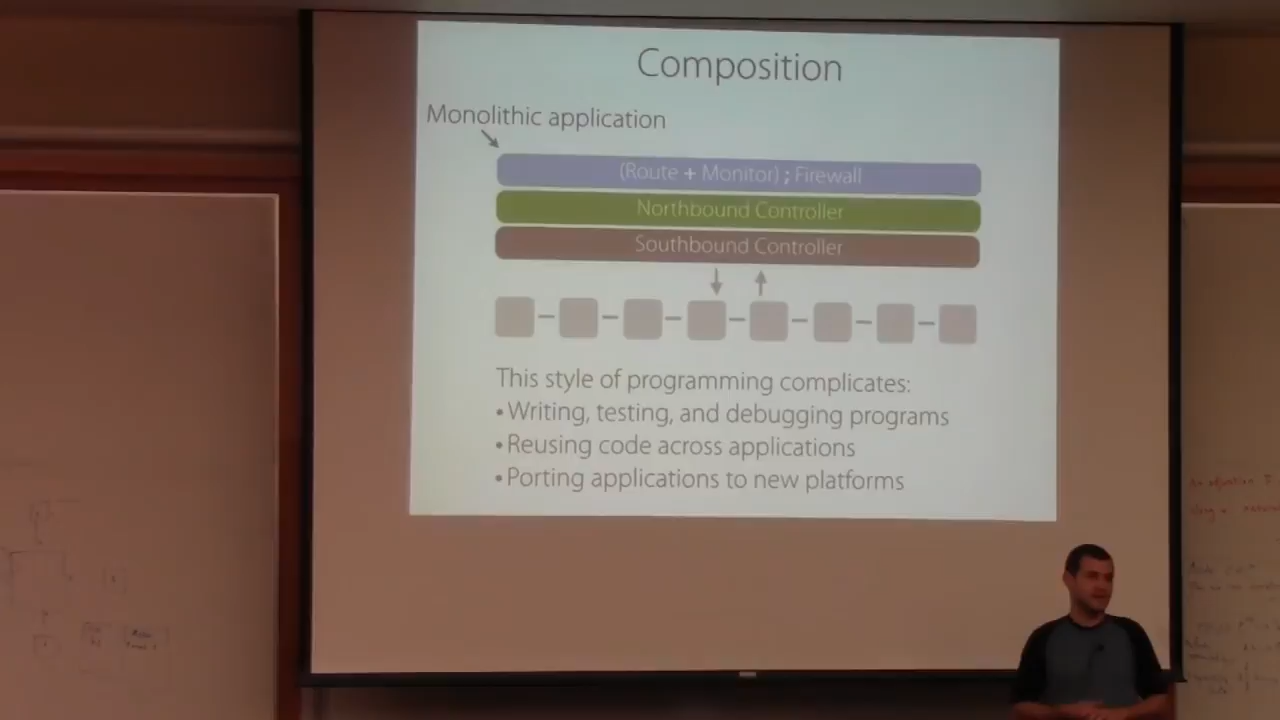 Composition
Monolithic application
(Route + Monitor) ; Firewall
Northbound Controller
Southbound Controller
This style of programming complicates:
• Writing, testing, and debugging programs
• Reusing code across applications
• Porting applications to new platforms